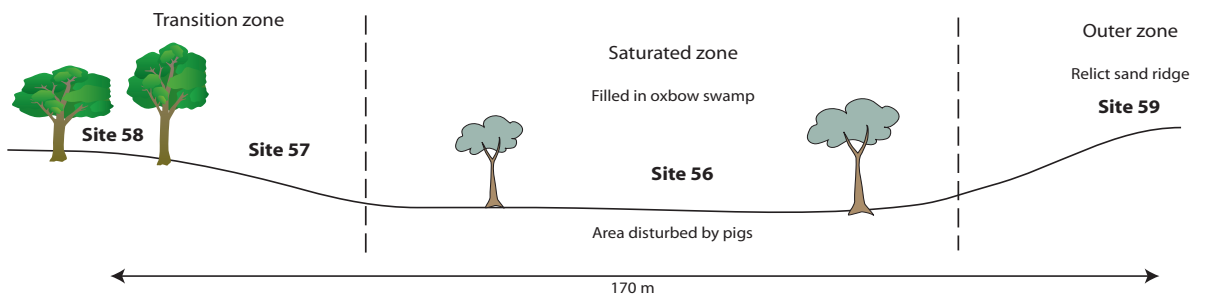 Transition zone
Site 58
Site 57
Saturated zone
Filled in oxbow swamp
Site 56
Area disturbed by pigs
Outer zone
Relict sand ridge
Site 59
170 m